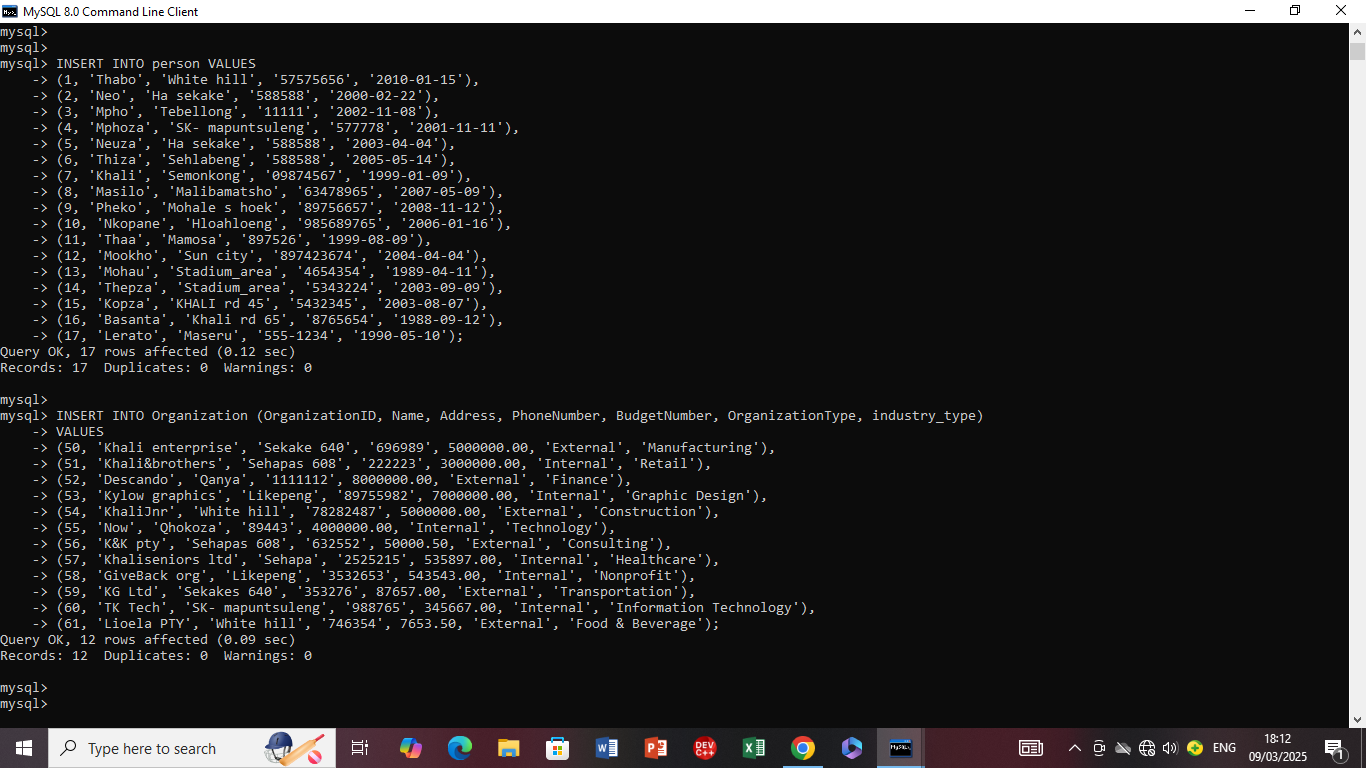 MySQL 8.0 Command Line Client
mysql>
mysql>
mysql> INSERT INTO person VALUES
    -> (1, 'Thabo', 'White hill', '57575656', '2010-01-15'),
    -> (2, 'Neo', 'Ha sekake', '588588', '2000-02-22'),
    -> (3, 'Mpho', 'Tebellong', '11111', '2002-11-08'),
    -> (4, 'Mphoza', 'SK- mapuntsuleng', '577778', '2001-11-11'),
    -> (5, 'Neuza', 'Ha sekake', '588588', '2003-04-04'),
    -> (6, 'Thiza', 'Sehlabeng', '588588', '2005-05-14'),
    -> (7, 'Khali', 'Semonkong', '09874567', '1999-01-09'),
    -> (8, 'Masilo', 'Malibamatsho', '63478965', '2007-05-09'),
    -> (9, 'Pheko', 'Mohale s hoek', '89756657', '2008-11-12'),
    -> (10, 'Nkopane', 'Hloahloeng', '985689765', '2006-01-16'),
    -> (11, 'Thaa', 'Mamosa', '897526', '1999-08-09'),
    -> (12, 'Mookho', 'Sun city', '897423674', '2004-04-04'),
    -> (13, 'Mohau', 'Stadium_area', '4654354', '1989-04-11'),
    -> (14, 'Thepza', 'Stadium_area', '5343224', '2003-09-09'),
    -> (15, 'Kopza', 'KHALI rd 45', '5432345', '2003-08-07'),
    -> (16, 'Basanta', 'Khali rd 65', '8765654', '1988-09-12'),
    -> (17, 'Lerato', 'Maseru', '555-1234', '1990-05-10');
Query OK, 17 rows affected (0.12 sec)
Records: 17  Duplicates: 0  Warnings: 0
mysql>
mysql> INSERT INTO Organization (OrganizationID, Name, Address, PhoneNumber, BudgetNumber, OrganizationType, industry_type)
    -> VALUES
    -> (50, 'Khali enterprise', 'Sekake 640', '696989', 5000000.00, 'External', 'Manufacturing'),
    -> (51, 'Khali&brothers', 'Sehapas 608', '222223', 3000000.00, 'Internal', 'Retail'),
    -> (52, 'Descando', 'Qanya', '1111112', 8000000.00, 'External', 'Finance'),
    -> (53, 'Kylow graphics', 'Likepeng', '89755982', 7000000.00, 'Internal', 'Graphic Design'),
    -> (54, 'KhaliJnr', 'White hill', '78282487', 5000000.00, 'External', 'Construction'),
    -> (55, 'Now', 'Qhokoza', '89443', 4000000.00, 'Internal', 'Technology'),
    -> (56, 'K&K pty', 'Sehapas 608', '632552', 50000.50, 'External', 'Consulting'),
    -> (57, 'Khaliseniors ltd', 'Sehapa', '2525215', 535897.00, 'Internal', 'Healthcare'),
    -> (58, 'GiveBack org', 'Likepeng', '3532653', 543543.00, 'Internal', 'Nonprofit'),
    -> (59, 'KG Ltd', 'Sekakes 640', '353276', 87657.00, 'External', 'Transportation'),
    -> (60, 'TK Tech', 'SK- mapuntsuleng', '988765', 345667.00, 'Internal', 'Information Technology'),
    -> (61, 'Lioela PTY', 'White hill', '746354', 7653.50, 'External', 'Food & Beverage');
Query OK, 12 rows affected (0.09 sec)
Records: 12  Duplicates: 0  Warnings: 0
mysql>
mysql>
Type here to search
DEV C++
MySQL
ENG
18:12
09/03/2025
1